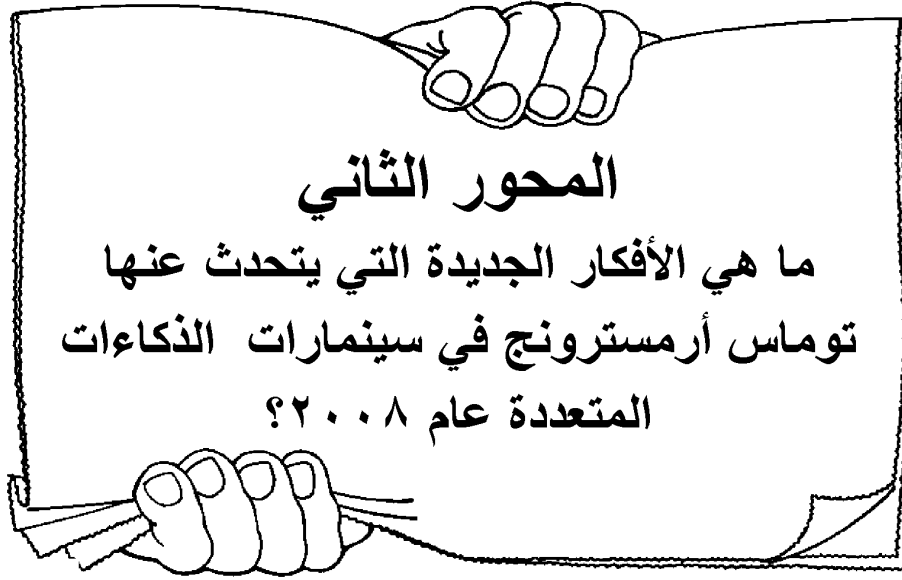 المحور الثاني
ما هي الأفكار الجديدة التي يتحدث عنها
توماس أرمسترونج في سينمارات الذكاءات
المتعددة عام ٢٠٠٨؟